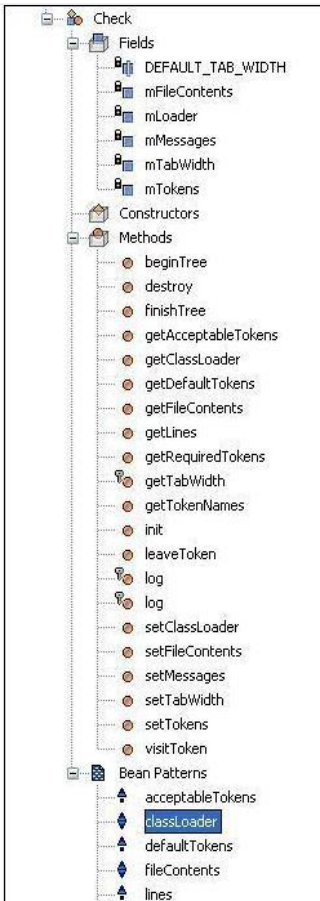 Check
Fields
DEFAULT_TAB_WIDTH
mFileContents
mLoader
mMessages
mTabWidth
mTokens
Constructors
Methods
beginTree
destroy
finishTree
getAcceptableTokens
getClassLoader
getDefaultTokens
getFileContents
getLines
getRequiredTokens
getTabWidth
getTokenNames
init
leaveToken
log
log
setClassLoader
setFileContents
setMessages
setTabWidth
setTokens
visitToken
Bean Patterns
acceptableTokens
classLoader
defaultTokens
fileContents
lines